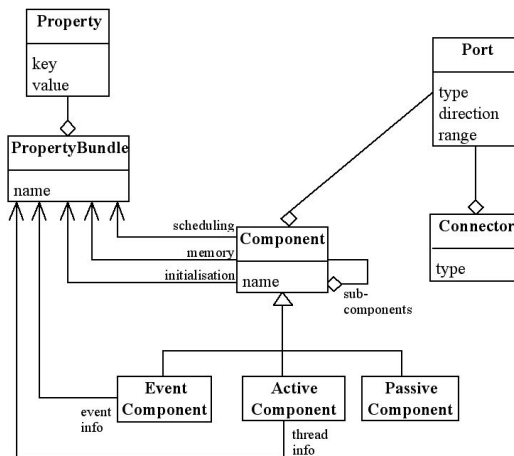 Property
key
value
Port
type
direction
range
PropertyBundle
name
scheduling
memory
initialisation
Component
name
sub-
components
Connector
type
Event
Component
Active
Component
Passive
Component
event
info
thread
info